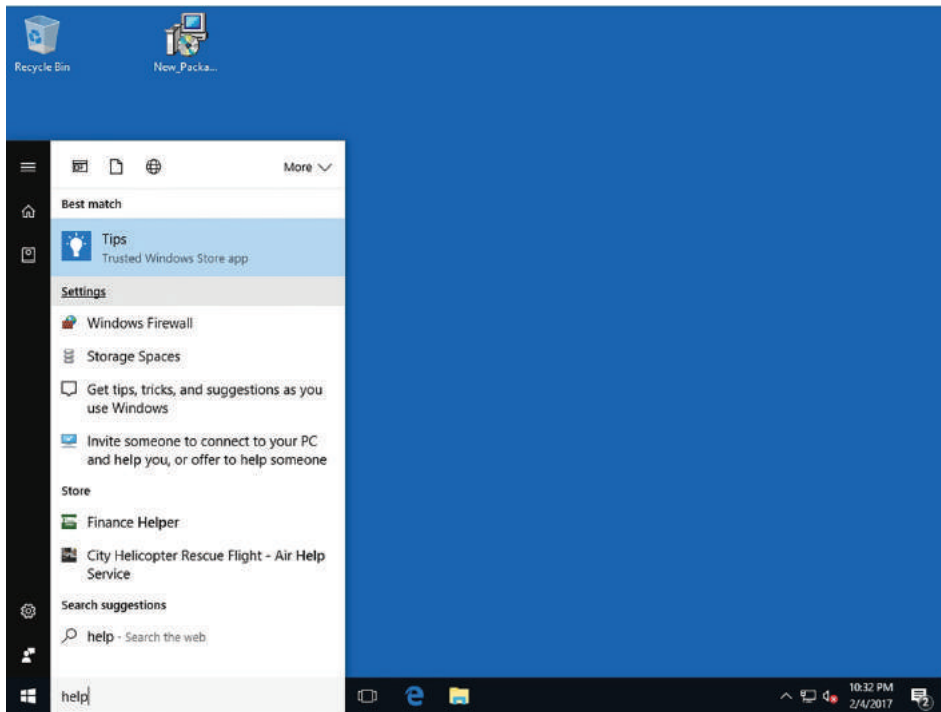 Recycle Bin
New_Packa...
More
Best match
Tips
Trusted Windows Store app
Settings
Windows Firewall
Storage Spaces
Get tips, tricks, and suggestions as you
use Windows
Invite someone to connect to your PC
and help you, or offer to help someone
Store
Finance Helper
City Helicopter Rescue Flight - Air Help
Service
Search suggestions
help - Search the web
help
10:32 PM
2/4/2017
2